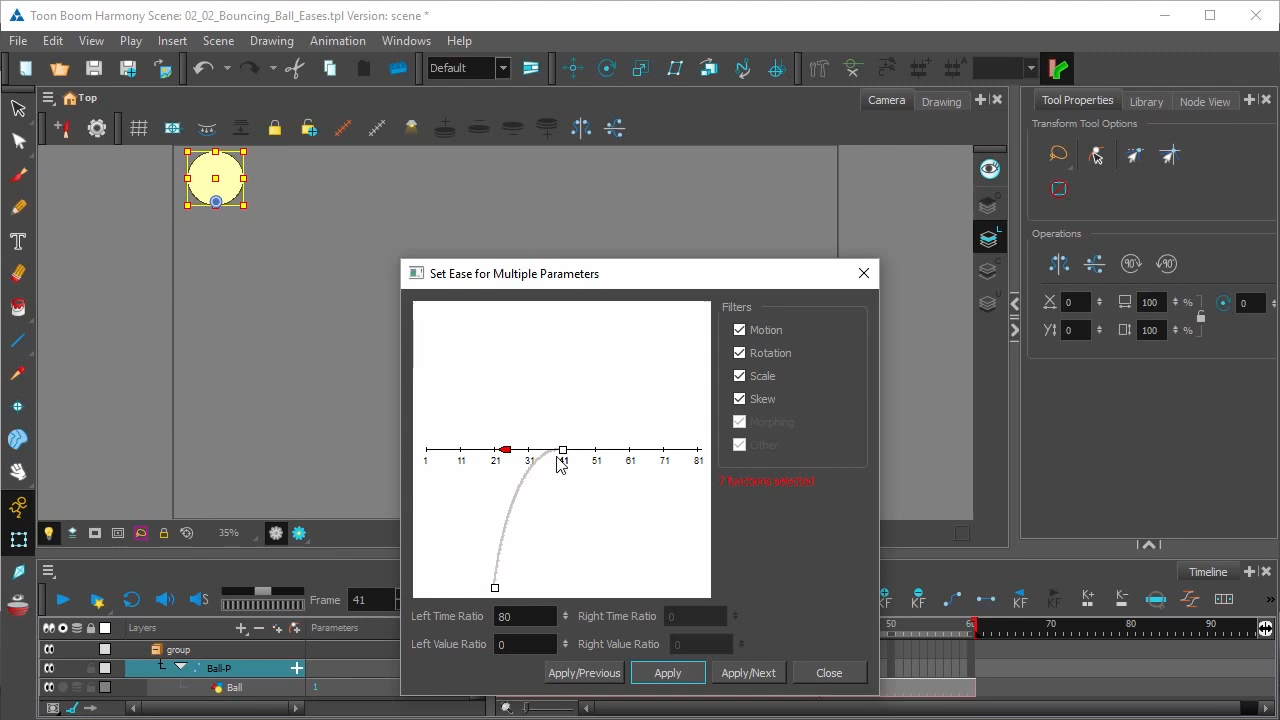 Toon Boom Harmony Scene: 02_02_Bouncing_Ball_Eases.tpl Version: scene *
File Edit View Play Insert Scene Drawing Animation Windows Help
Default
Top
Camera Drawing
Tool Properties Library Node View
Transform Tool Options
Operations
0 100 % 0
0 100 %
Set Ease for Multiple Parameters
Filters
Motion
Rotation
Scale
Skew
Morphing
Other
7 functions selected
1 11 21 31 41 51 61 71 81
Left Time Ratio 80 Right Time Ratio 0
Left Value Ratio 0 Right Value Ratio 0
Apply/Previous Apply Apply/Next Close
35%
Timeline
Frame 41
Layers Parameters
50 60 70 80 90
group
Ball-P
Ball 1